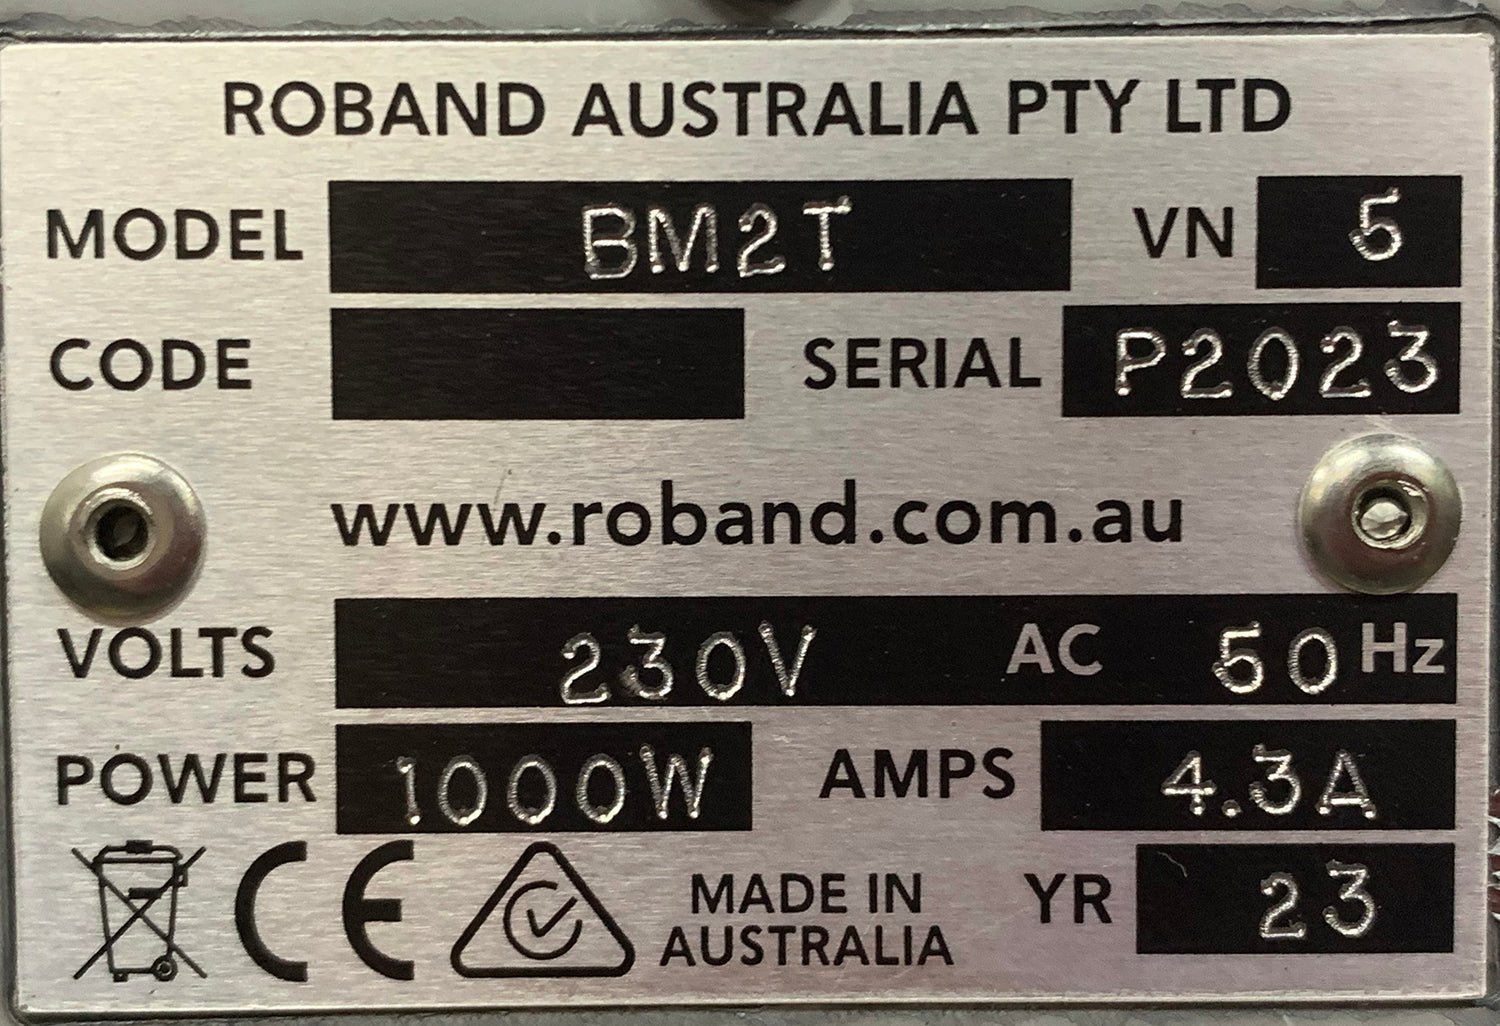 ROBAND AUSTRALIA PTY LTD
MODEL BM2T VN 5
CODE SERIAL P2023
www.roband.com.au
VOLTS 230V AC 50 Hz
POWER 1000W AMPS 4.3A
CE MADE IN AUSTRALIA YR 23